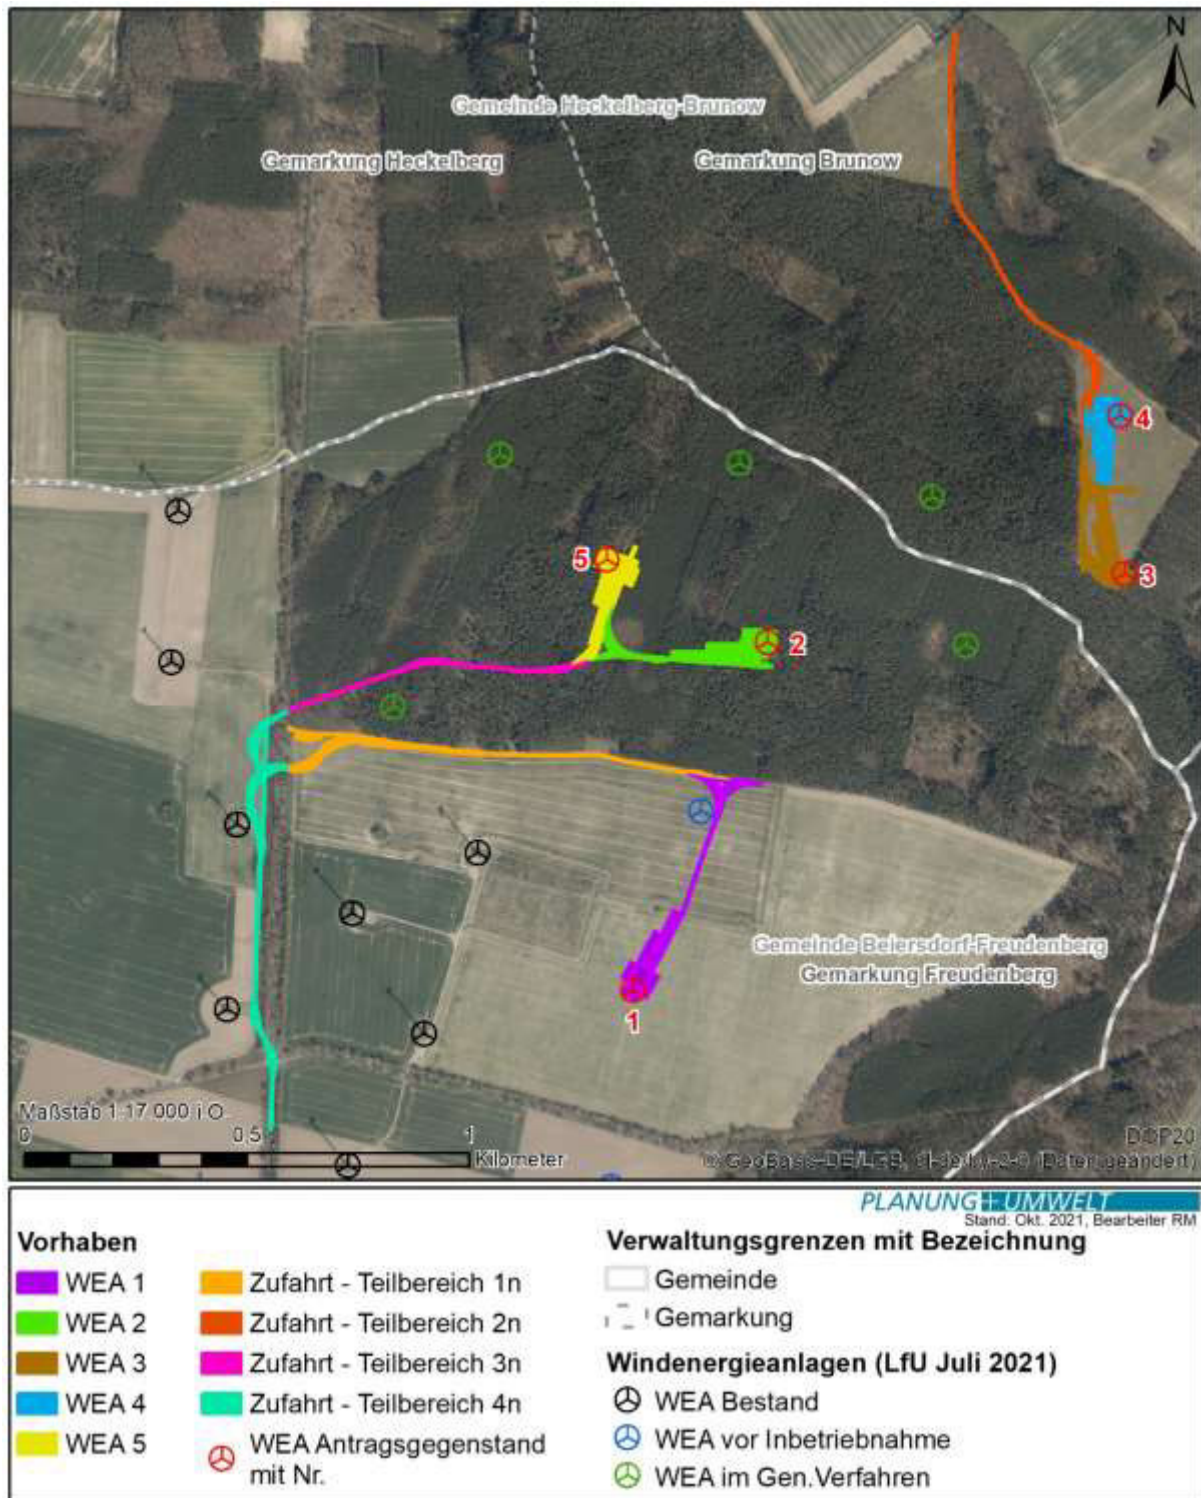 N
Gemeinde Heckelberg-Brunow
Gemarkung Heckelberg
Gemarkung Brunow
4
3
5
2
Gemeinde Beiersdorf-Freudenberg
Gemarkung Freudenberg
1
Maßstab 1:17 000 i.O.
0 0,5 1
Kilometer
DOP20
(Daten geändert)
PLANUNG+UMWELT
Stand: Okt. 2021, Bearbeiter RM
Vorhaben
WEA 1
WEA 2
WEA 3
WEA 4
WEA 5
Zufahrt - Teilbereich 1n
Zufahrt - Teilbereich 2n
Zufahrt - Teilbereich 3n
Zufahrt - Teilbereich 4n
WEA Antragsgegenstand
mit Nr.
Verwaltungsgrenzen mit Bezeichnung
Gemeinde
Gemarkung
Windenergieanlagen (LfU Juli 2021)
WEA Bestand
WEA vor Inbetriebnahme
WEA im Gen.Verfahren